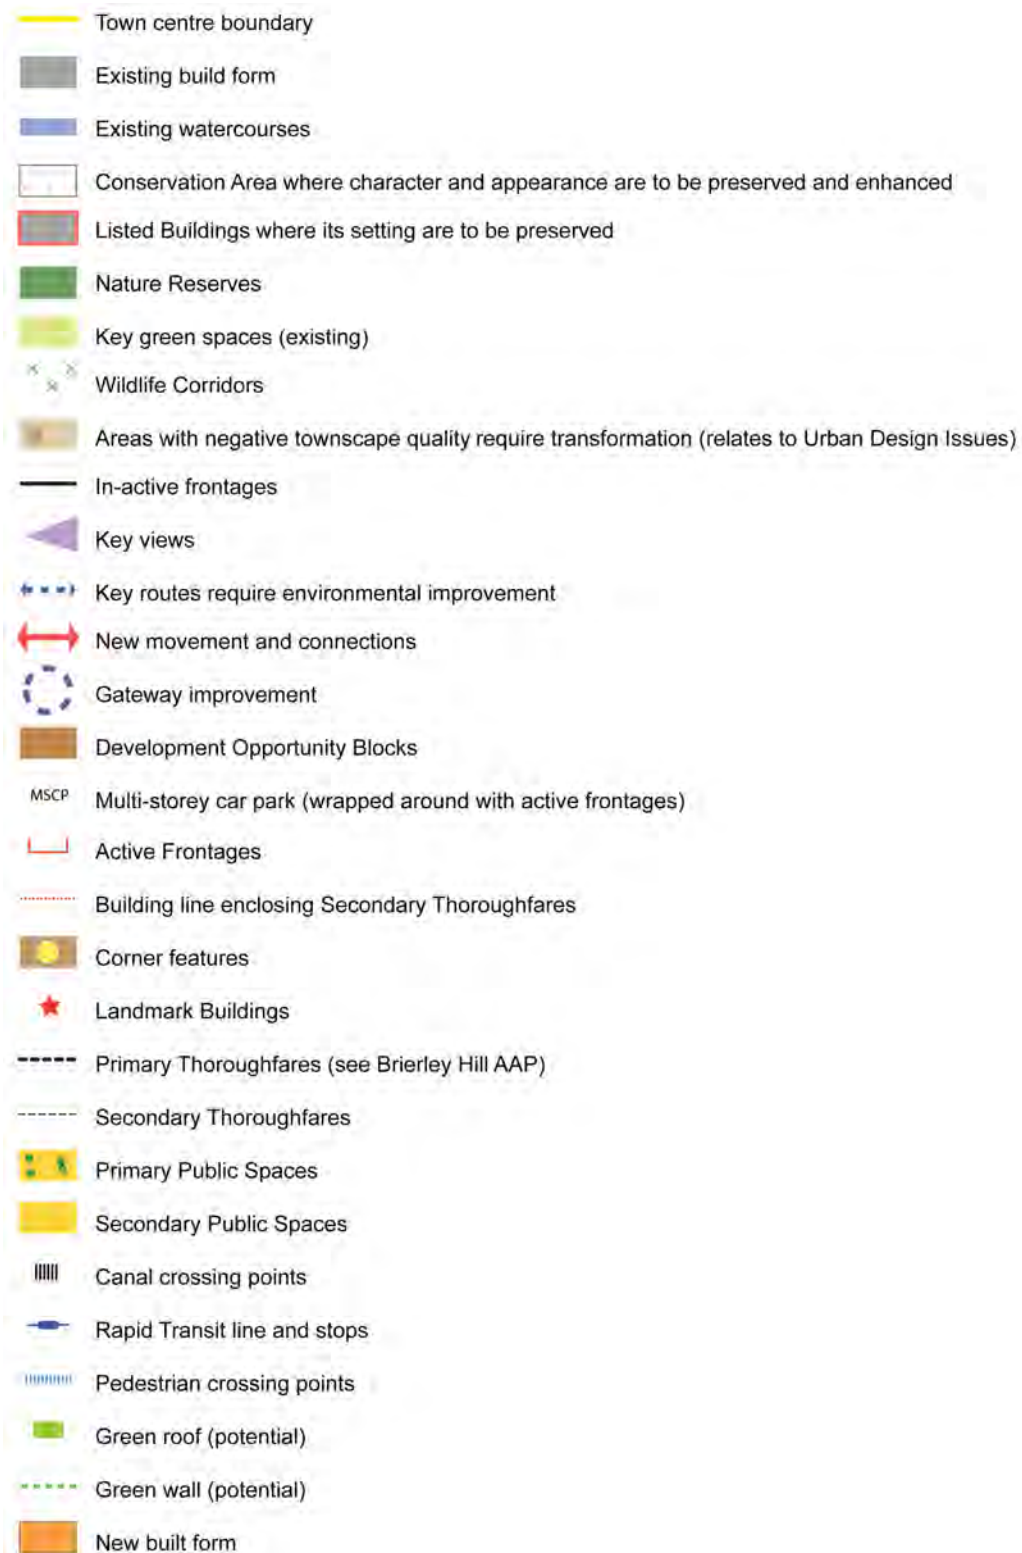 Town centre boundary
Existing build form
Existing watercourses
Conservation Area where character and appearance are to be preserved and enhanced
Listed Buildings where its setting are to be preserved
Nature Reserves
Key green spaces (existing)
Wildlife Corridors
Areas with negative townscape quality require transformation (relates to Urban Design Issues)
In-active frontages
Key views
Key routes require environmental improvement
New movement and connections
Gateway improvement
Development Opportunity Blocks
MSCP Multi-storey car park (wrapped around with active frontages)
Active Frontages
Building line enclosing Secondary Thoroughfares
Corner features
Landmark Buildings
Primary Thoroughfares (see Brierley Hill AAP)
Secondary Thoroughfares
Primary Public Spaces
Secondary Public Spaces
Canal crossing points
Rapid Transit line and stops
Pedestrian crossing points
Green roof (potential)
Green wall (potential)
New built form